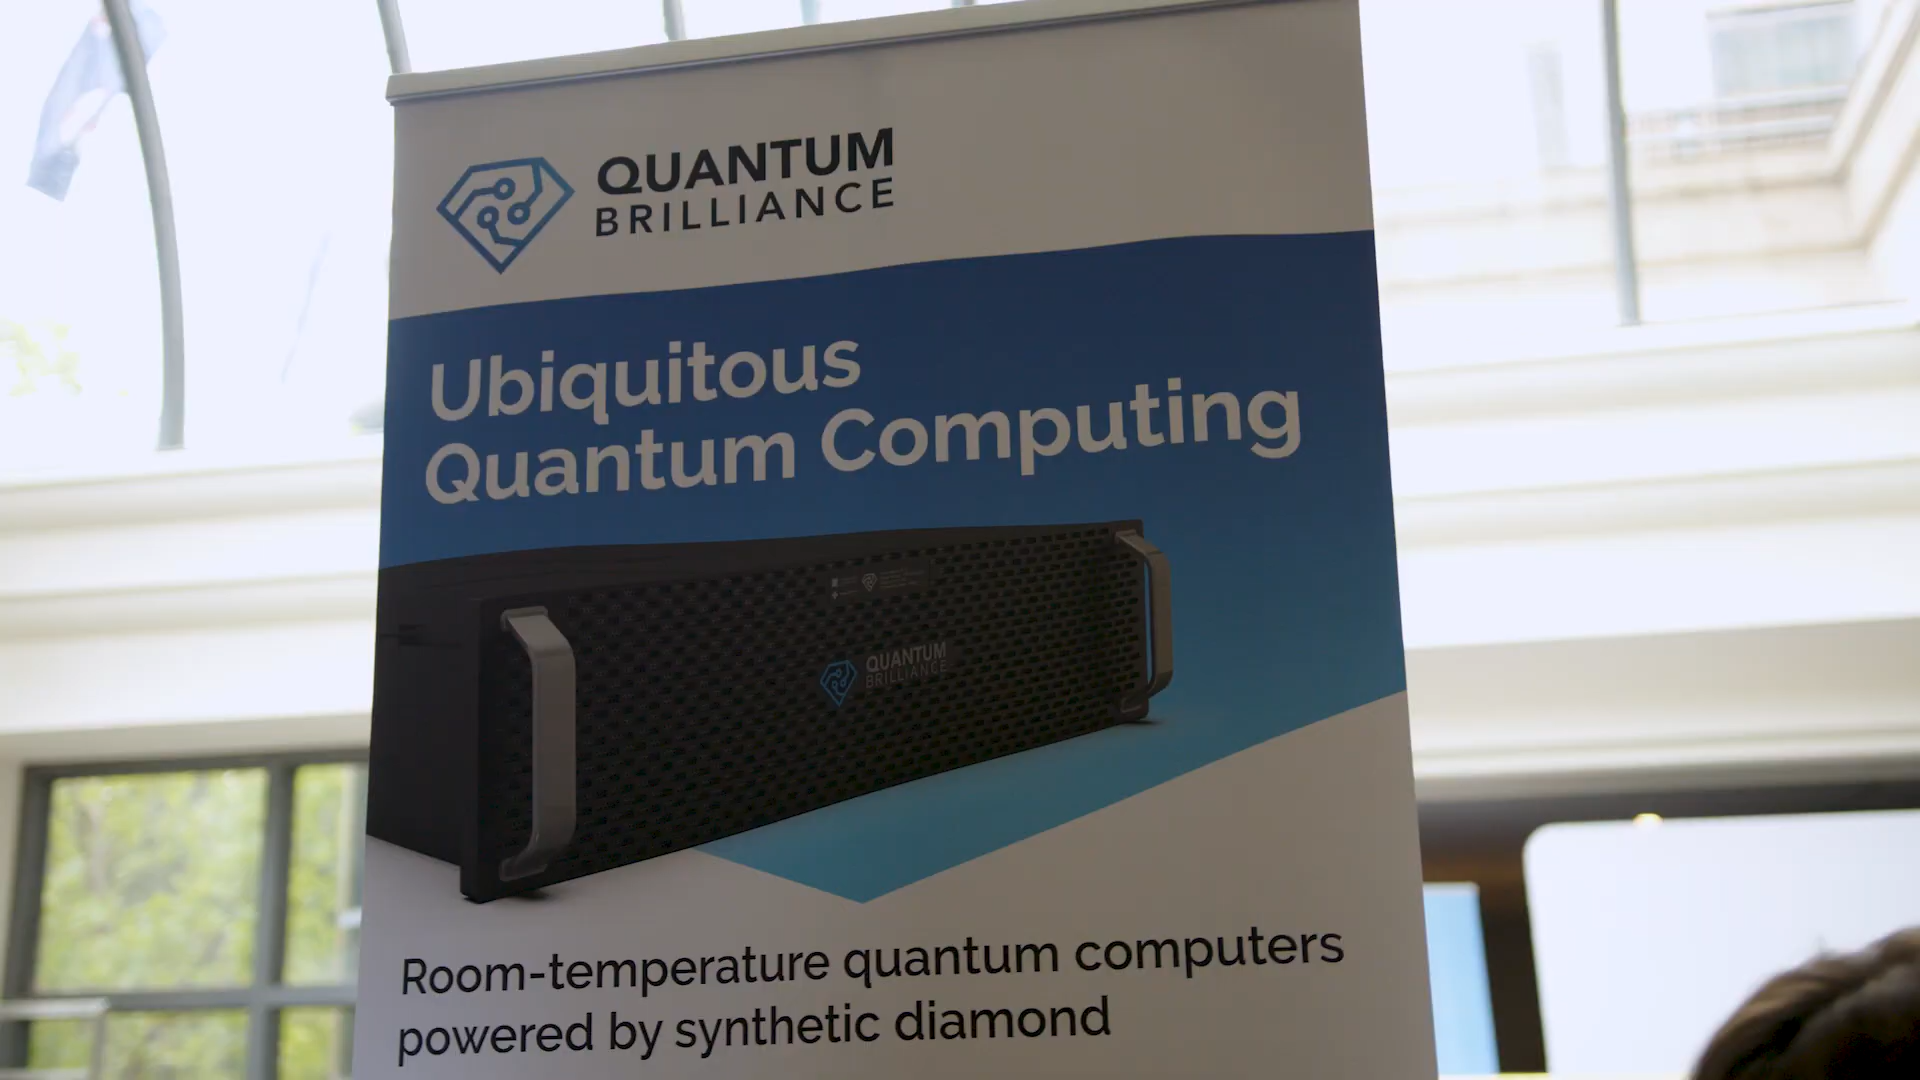 QUANTUM
BRILLIANCE
Ubiquitous
Quantum Computing
QUANTUM
BRILLIANCE
Room-temperature quantum computers
powered by synthetic diamond